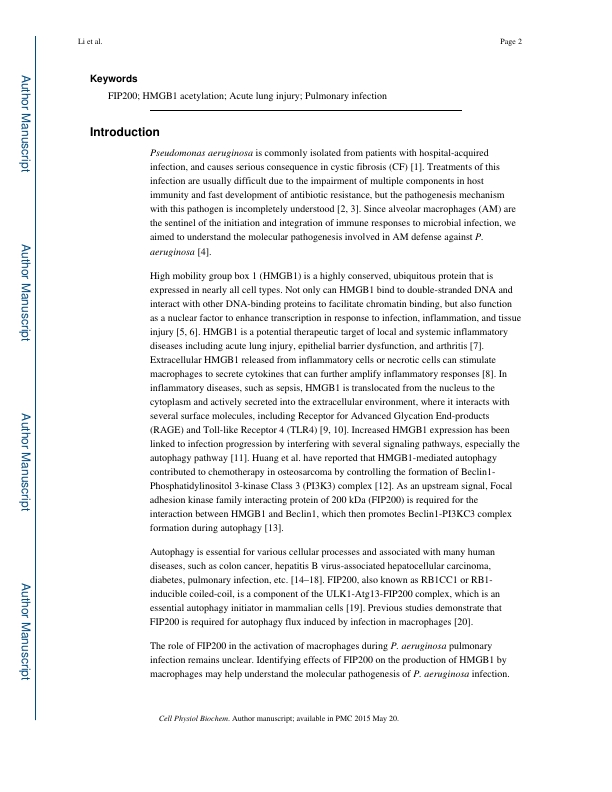 Li et al.
Page 2
Keywords
FIP200; HMGB1 acetylation; Acute lung injury; Pulmonary infection
Introduction
Pseudomonas aeruginosa is commonly isolated from patients with hospital-acquired
infection, and causes serious consequence in cystic fibrosis (CF) [1]. Treatments of this
infection are usually difficult due to the impairment of multiple components in host
immunity and fast development of antibiotic resistance, but the pathogenesis mechanism
with this pathogen is incompletely understood [2, 3]. Since alveolar macrophages (AM) are
the sentinel of the initiation and integration of immune responses to microbial infection, we
aimed to understand the molecular pathogenesis involved in AM defense against P.
aeruginosa [4].
High mobility group box 1 (HMGB1) is a highly conserved, ubiquitous protein that is
expressed in nearly all cell types. Not only can HMGB1 bind to double-stranded DNA and
interact with other DNA-binding proteins to facilitate chromatin binding, but also function
as a nuclear factor to enhance transcription in response to infection, inflammation, and tissue
injury [5, 6]. HMGB1 is a potential therapeutic target of local and systemic inflammatory
diseases including acute lung injury, epithelial barrier dysfunction, and arthritis [7].
Extracellular HMGB1 released from inflammatory cells or necrotic cells can stimulate
macrophages to secrete cytokines that can further amplify inflammatory responses [8]. In
inflammatory diseases, such as sepsis, HMGB1 is translocated from the nucleus to the
cytoplasm and actively secreted into the extracellular environment, where it interacts with
several surface molecules, including Receptor for Advanced Glycation End-products
(RAGE) and Toll-like Receptor 4 (TLR4) [9, 10]. Increased HMGB1 expression has been
linked to infection progression by interfering with several signaling pathways, especially the
autophagy pathway [11]. Huang et al. have reported that HMGB1-mediated autophagy
contributed to chemotherapy in osteosarcoma by controlling the formation of Beclin1-
Phosphatidylinositol 3-kinase Class 3 (PI3K3) complex [12]. As an upstream signal, Focal
adhesion kinase family interacting protein of 200 kDa (FIP200) is required for the
interaction between HMGB1 and Beclin1, which then promotes Beclin1-PI3KC3 complex
formation during autophagy [13].
Autophagy is essential for various cellular processes and associated with many human
diseases, such as colon cancer, hepatitis B virus-associated hepatocellular carcinoma,
diabetes, pulmonary infection, etc. [14–18]. FIP200, also known as RB1CC1 or RB1-
inducible coiled-coil, is a component of the ULK1-Atg13-FIP200 complex, which is an
essential autophagy initiator in mammalian cells [19]. Previous studies demonstrate that
FIP200 is required for autophagy flux induced by infection in macrophages [20].
The role of FIP200 in the activation of macrophages during P. aeruginosa pulmonary
infection remains unclear. Identifying effects of FIP200 on the production of HMGB1 by
macrophages may help understand the molecular pathogenesis of P. aeruginosa infection.
Cell Physiol Biochem. Author manuscript; available in PMC 2015 May 20.
Author Manuscript
Author Manuscript
Author Manuscript
Author Manuscript